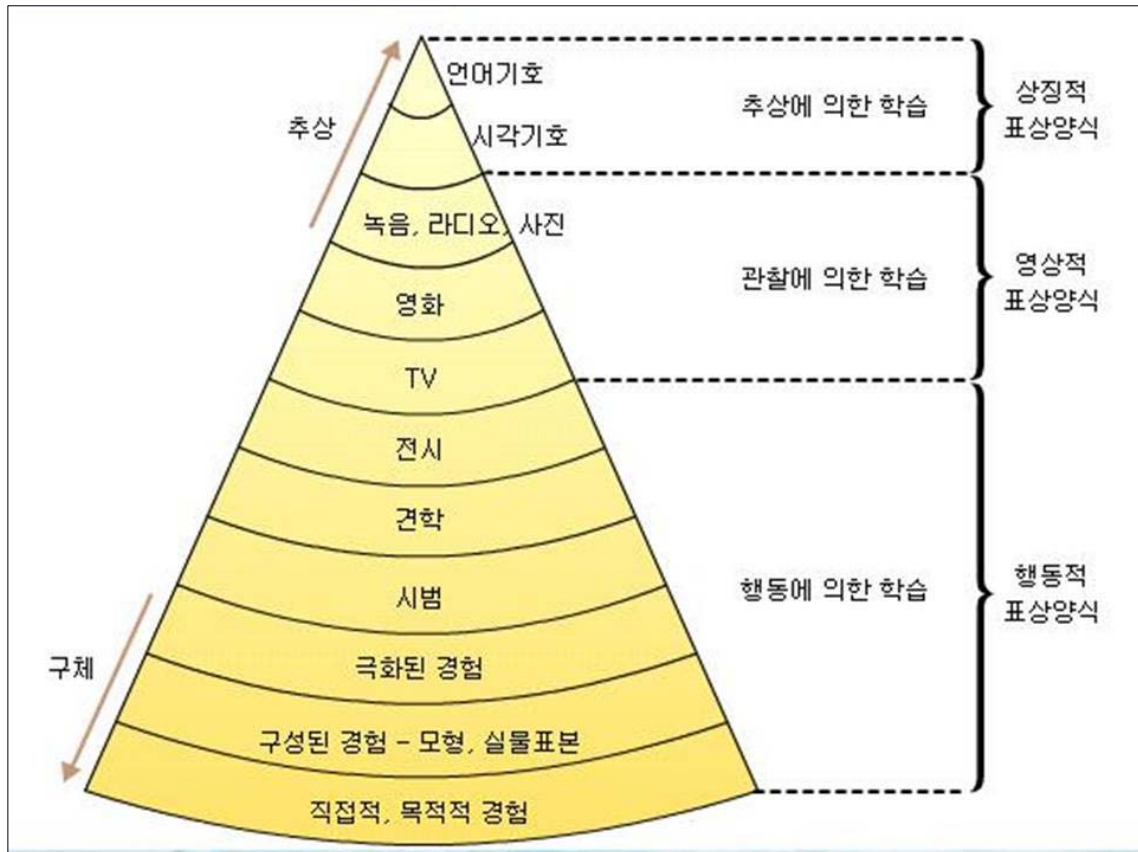 언어기호
시각기호
녹음, 라디오, 사진
영화
TV
전시
견학
시범
극화된 경험
구성된 경험 - 모형, 실물표본
직접적, 목적적 경험
추상
구체
추상에 의한 학습
관찰에 의한 학습
행동에 의한 학습
상징적
표상양식
영상적
표상양식
행동적
표상양식